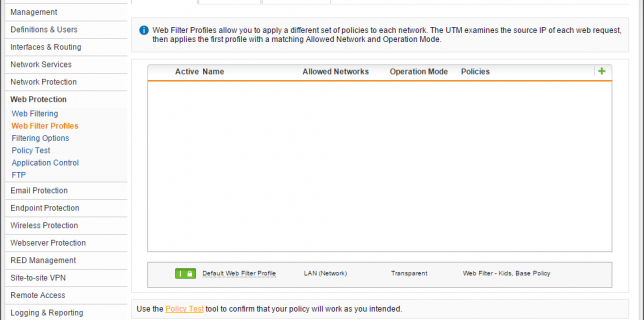 Management
Definitions & Users
Interfaces & Routing
Network Services
Network Protection
Web Protection
Web Filtering
Web Filter Profiles
Filtering Options
Policy Test
Application Control
FTP
Email Protection
Endpoint Protection
Wireless Protection
Webserver Protection
RED Management
Site-to-site VPN
Remote Access
Logging & Reporting
Web Filter Profiles allow you to apply a different set of policies to each network. The UTM examines the source IP of each web request,
then applies the first profile with a matching Allowed Network and Operation Mode.
Active Name Allowed Networks Operation Mode Policies
Default Web Filter Profile LAN (Network) Transparent Web Filter - Kids, Base Policy
Use the Policy Test tool to confirm that your policy will work as you intended.